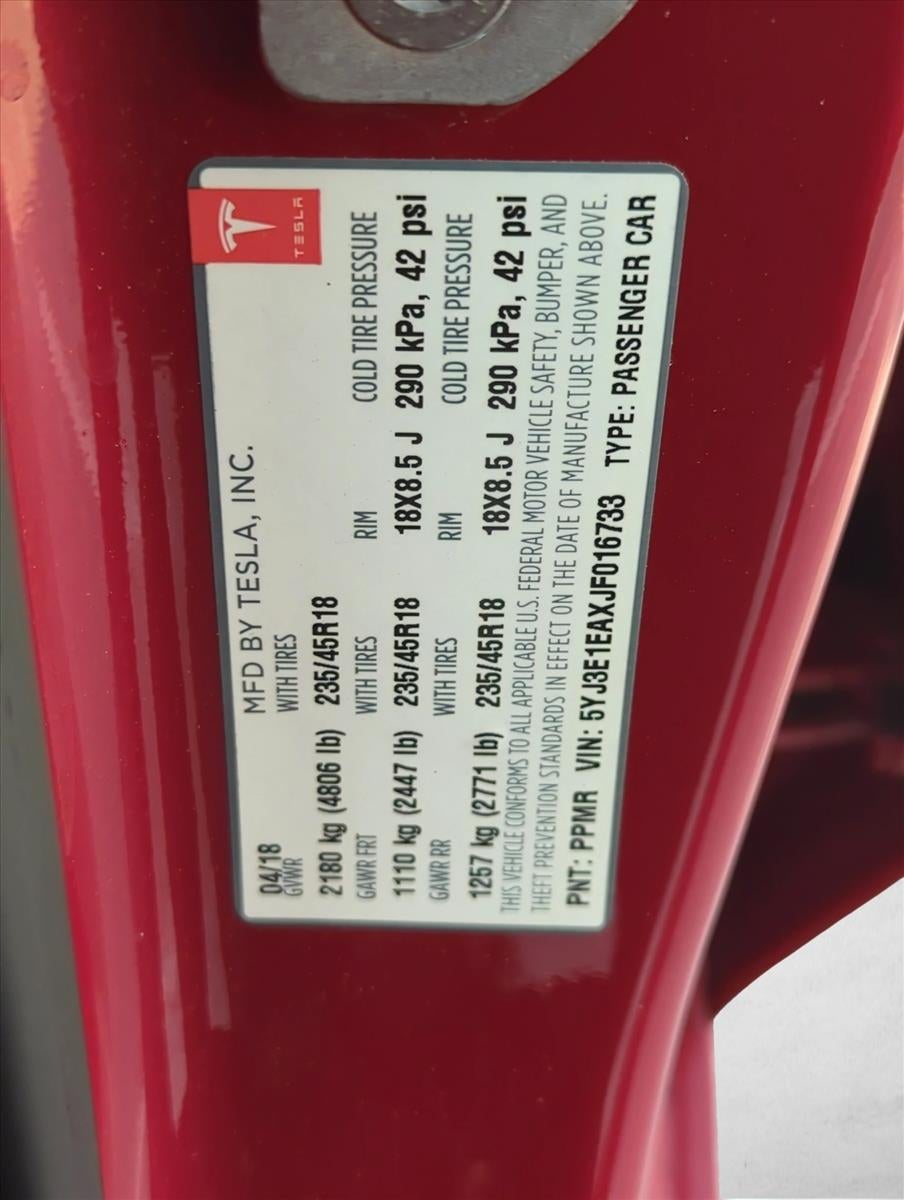 TESLA
04/18 MFD BY TESLA, INC.
GVWR WITH TIRES
2180 kg (4806 lb) 235/45R18
GAWR FRT WITH TIRES RIM COLD TIRE PRESSURE
1110 kg (2447 lb) 235/45R18 18X8.5 J 290 kPa, 42 psi
GAWR RR WITH TIRES RIM COLD TIRE PRESSURE
1257 kg (2771 lb) 235/45R18 18X8.5 J 290 kPa, 42 psi
THIS VEHICLE CONFORMS TO ALL APPLICABLE U.S. FEDERAL MOTOR VEHICLE SAFETY, BUMPER, AND
THEFT PREVENTION STANDARDS IN EFFECT ON THE DATE OF MANUFACTURE SHOWN ABOVE.
PNT: PPMR VIN: 5YJ3E1EAXJF016733 TYPE: PASSENGER CAR